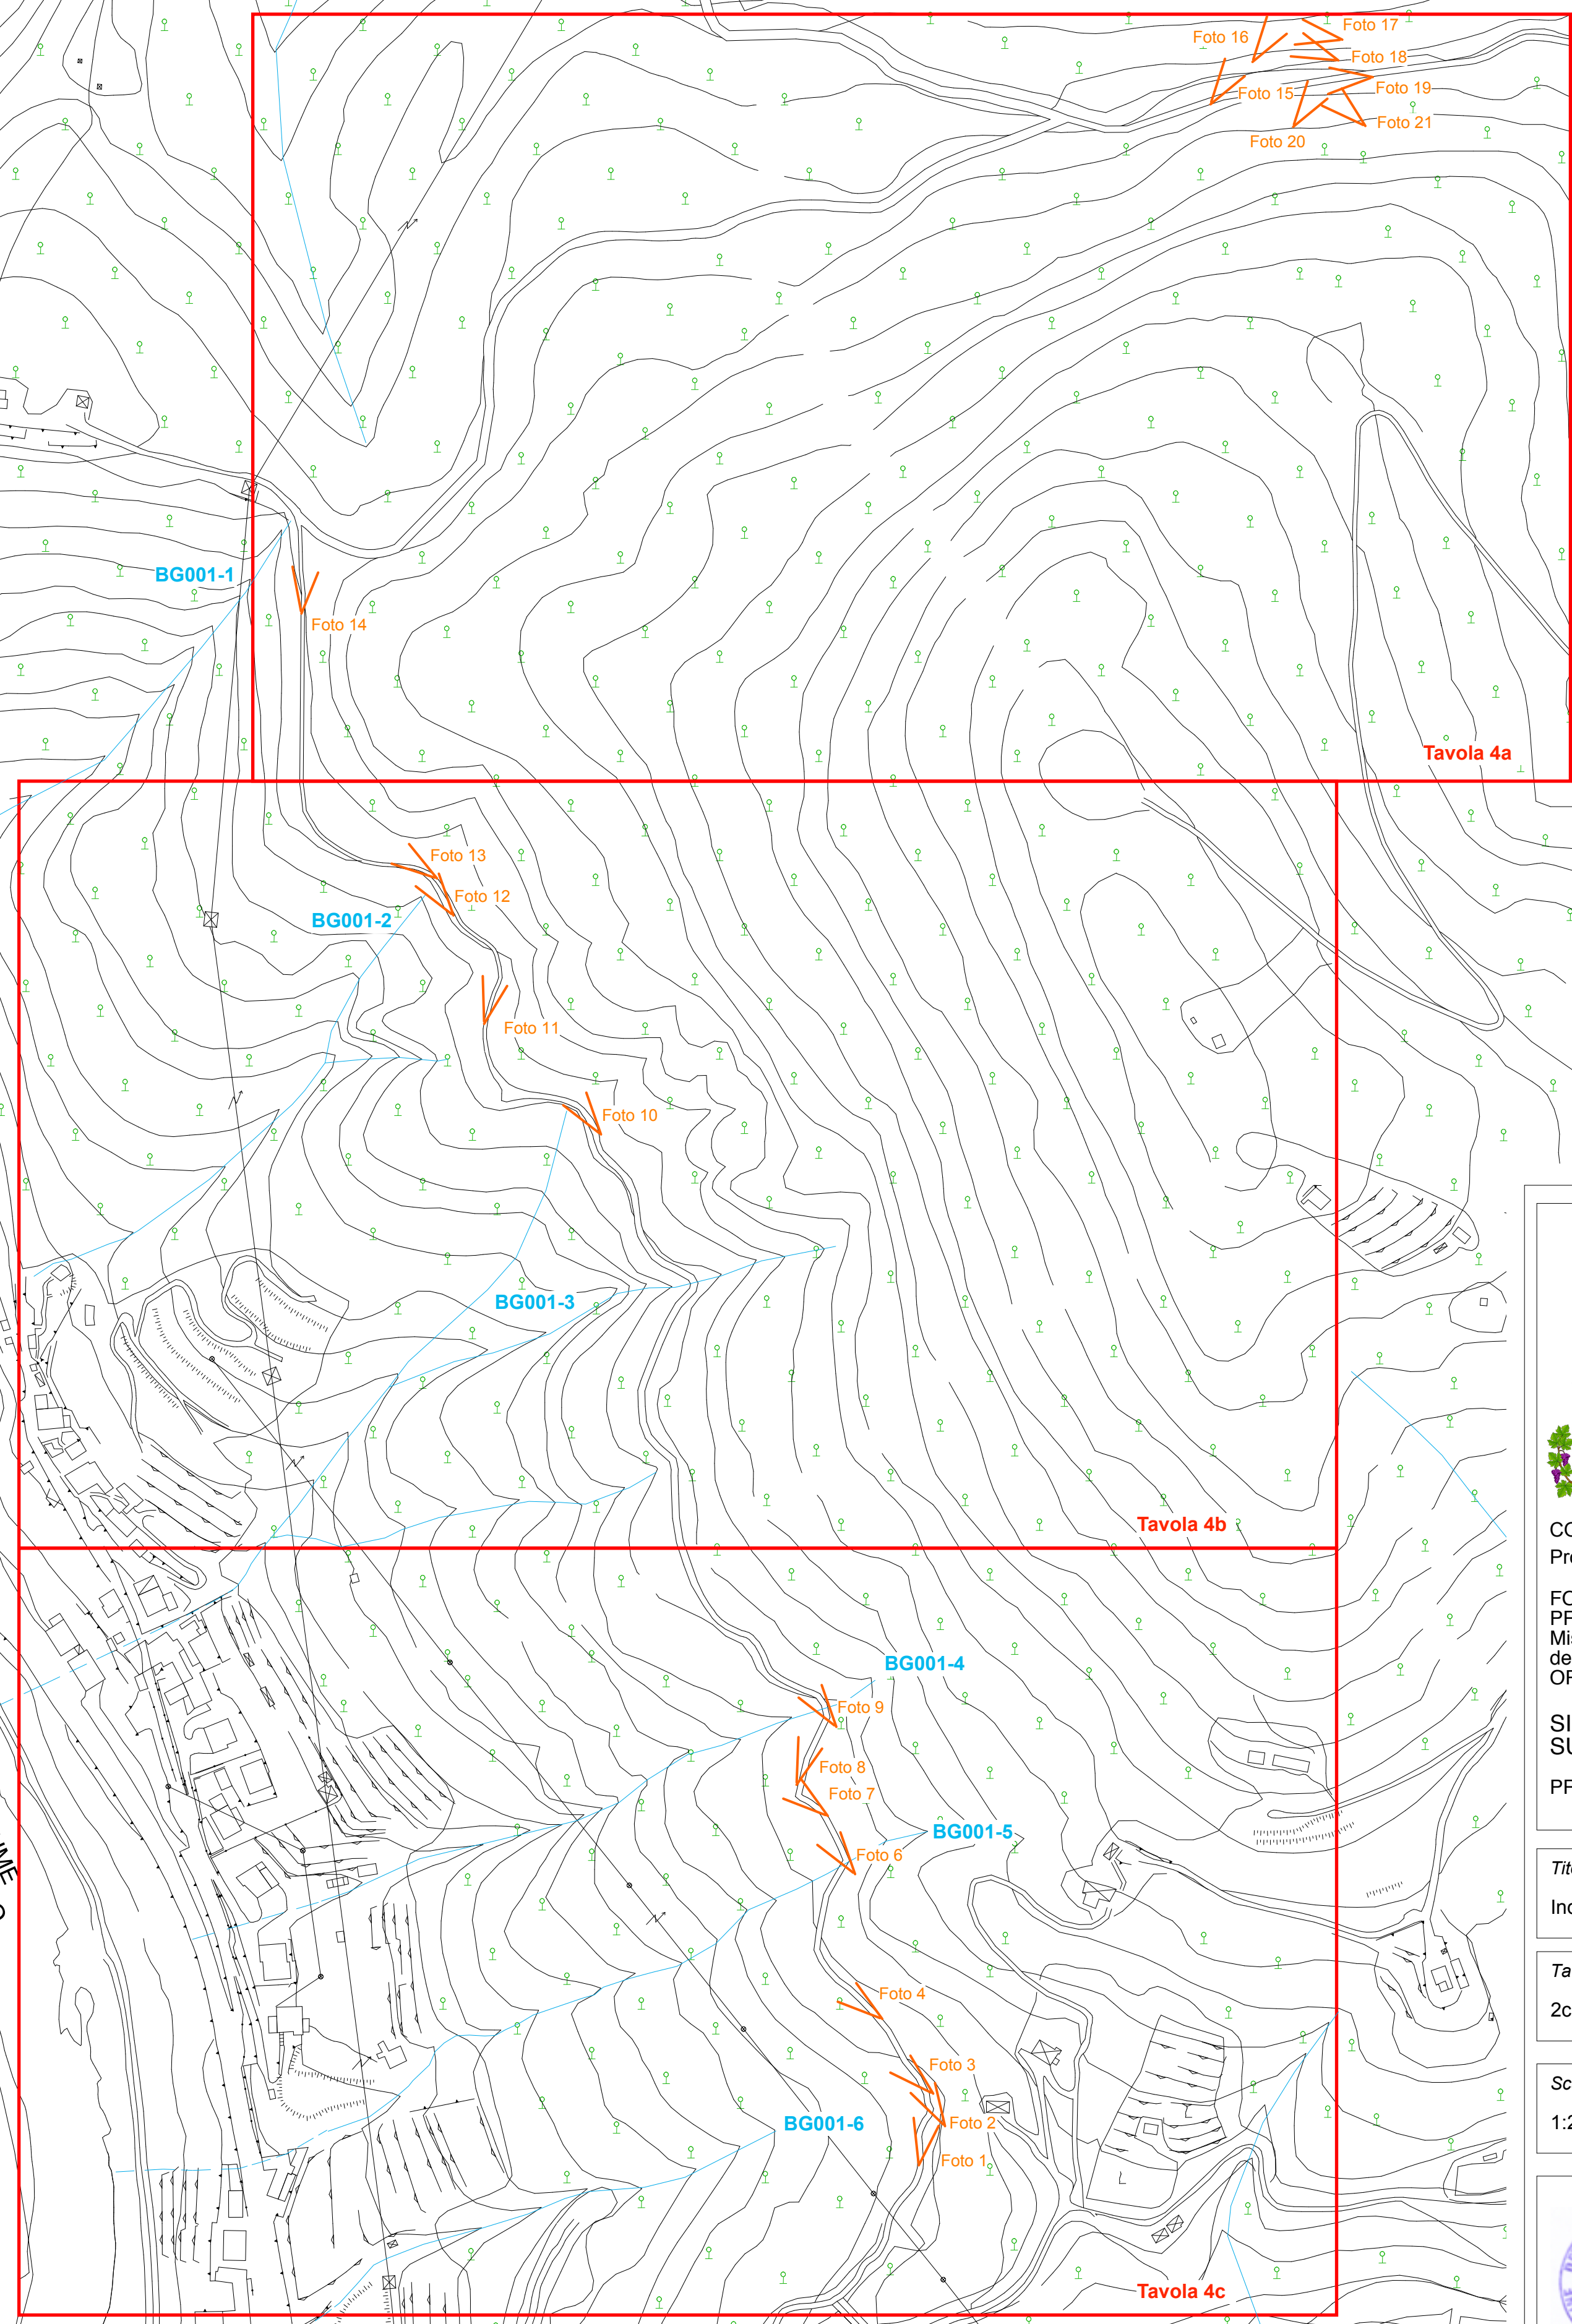 Foto 17
Foto 16
Foto 18
Foto 19
Foto 15
Foto 21
Foto 20
BG001-1
Foto 14
Tavola 4a
Foto 13
Foto 12
BG001-2
Foto 11
Foto 10
BG001-3
Tavola 4b
BG001-4
Foto 9
Foto 8
Foto 7
BG001-5
Foto 6
Foto 4
Foto 3
BG001-6
Foto 2
Foto 1
Tavola 4c
2c